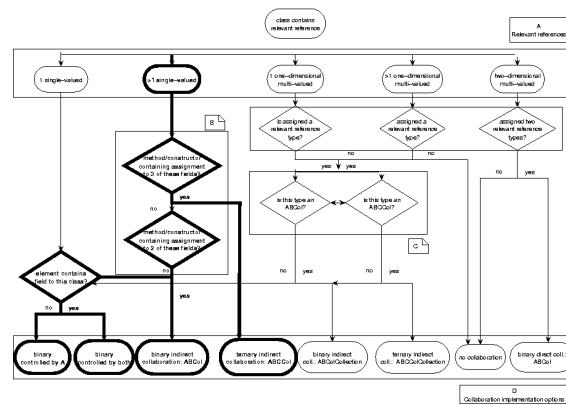 class contains
relevant reference
A
Relevant references
1 single-valued
>1 single-valued
1 one-dimensional
multi-valued
>1 one-dimensional
multi-valued
two-dimensional
multi-valued
B
is assigned a
relevant reference
type?
assigned a
relevant reference
type?
assigned two
relevant reference
types?
no
no
yes
yes
yes
method/constructor
containing assignment
to 3 of these fields?
yes
no
is this type an
ABCol?
is this type an
ABCCol?
method/constructor
containing assignment
to 2 of these fields?
C
no
no
yes
no
yes
element contains
field to this class?
yes
no
yes
binary
controlled by A
binary
controlled by both
binary indirect
collaboration: ABCol
ternary indirect
collaboration: ABCCol
binary indirect
coll.: ABColCollection
ternary indirect
coll.: ABCColCollection
no collaboration
binary direct coll.:
ABCol
D
Collaboration implementation options